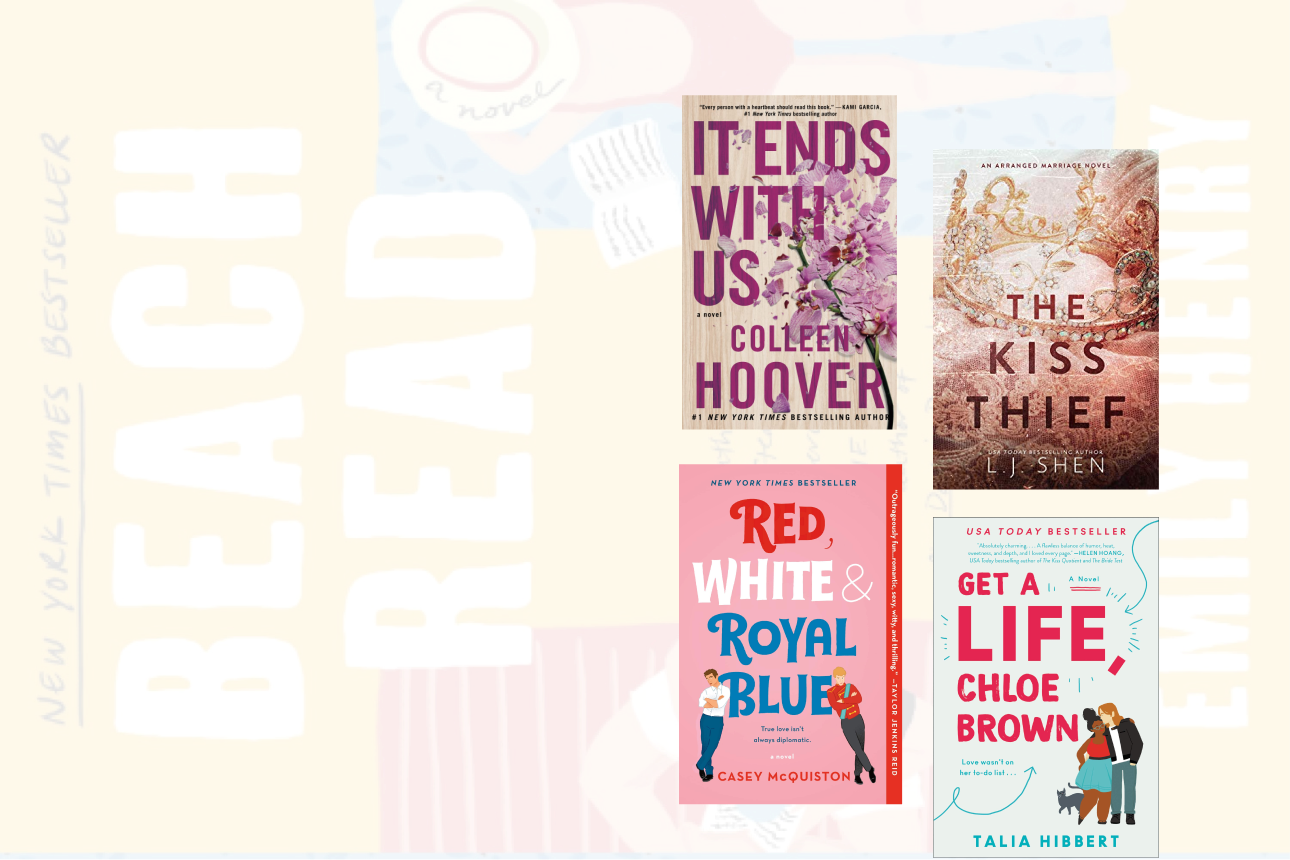 a novel
NEW YORK TIMES BESTSELLER
BEACH
READ
EMILY HENRY
"Every person with a heartbeat should read this book." —KAMI GARCIA,
#1 New York Times bestselling author
IT ENDS
WITH
US
a novel
COLLEEN
HOOVER
#1 NEW YORK TIMES BESTSELLING AUTHOR
AN ARRANGED MARRIAGE NOVEL
THE
KISS
THIEF
USA TODAY BESTSELLING AUTHOR
L.J. SHEN
NEW YORK TIMES BESTSELLER
RED,
WHITE &
ROYAL
BLUE
True love isn't
always diplomatic.
a novel
CASEY McQUISTON
"Outrageously fun...romantic, sexy, witty, and thrilling." —TAYLOR JENKINS REID
USA TODAY BESTSELLER
"Absolutely charming. . . . A flawless balance of humor, heat,
sweetness, and depth, and I loved every page." —HELEN HOANG,
USA Today bestselling author of The Kiss Quotient and The Bride Test
GET A
A Novel
LIFE,
CHLOE
BROWN
Love wasn't on
her to-do list . . .
TALIA HIBBERT